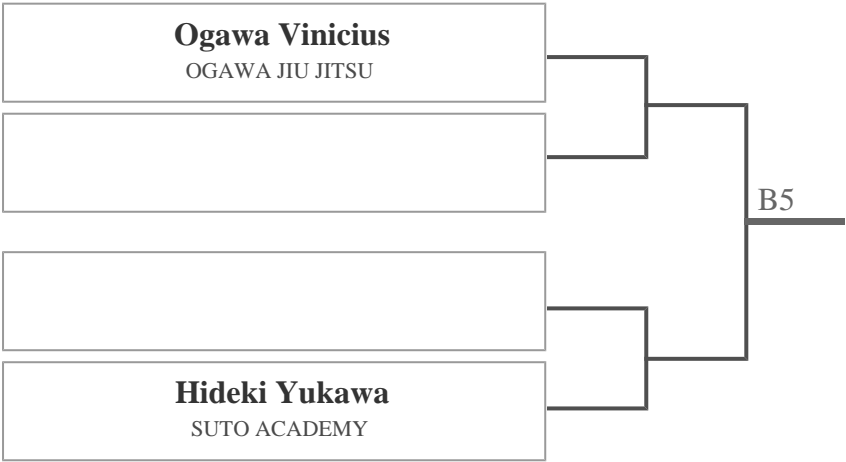 Ogawa Vinicius
OGAWA JIU JITSU
B5
Hideki Yukawa
SUTO ACADEMY